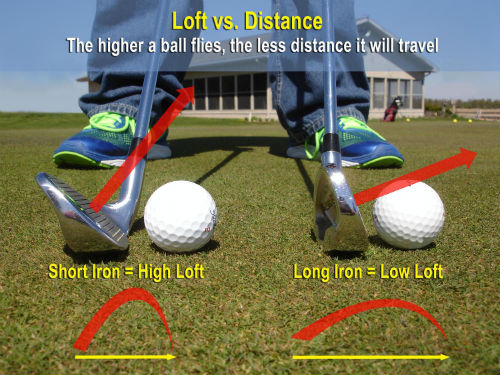 Loft vs. Distance
The higher a ball flies, the less distance it will travel
Short Iron = High Loft
Long Iron = Low Loft